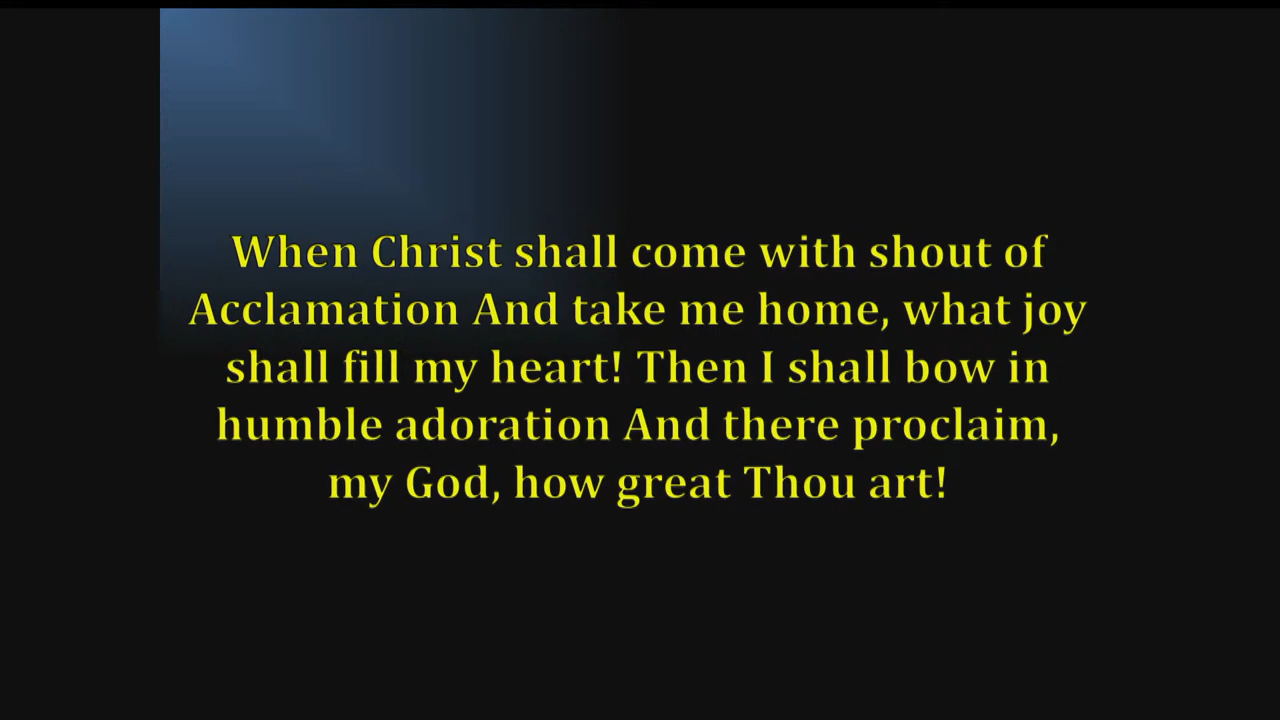 When Christ shall come with shout of
Acclamation And take me home, what joy
shall fill my heart! Then I shall bow in
humble adoration And there proclaim,
my God, how great Thou art!